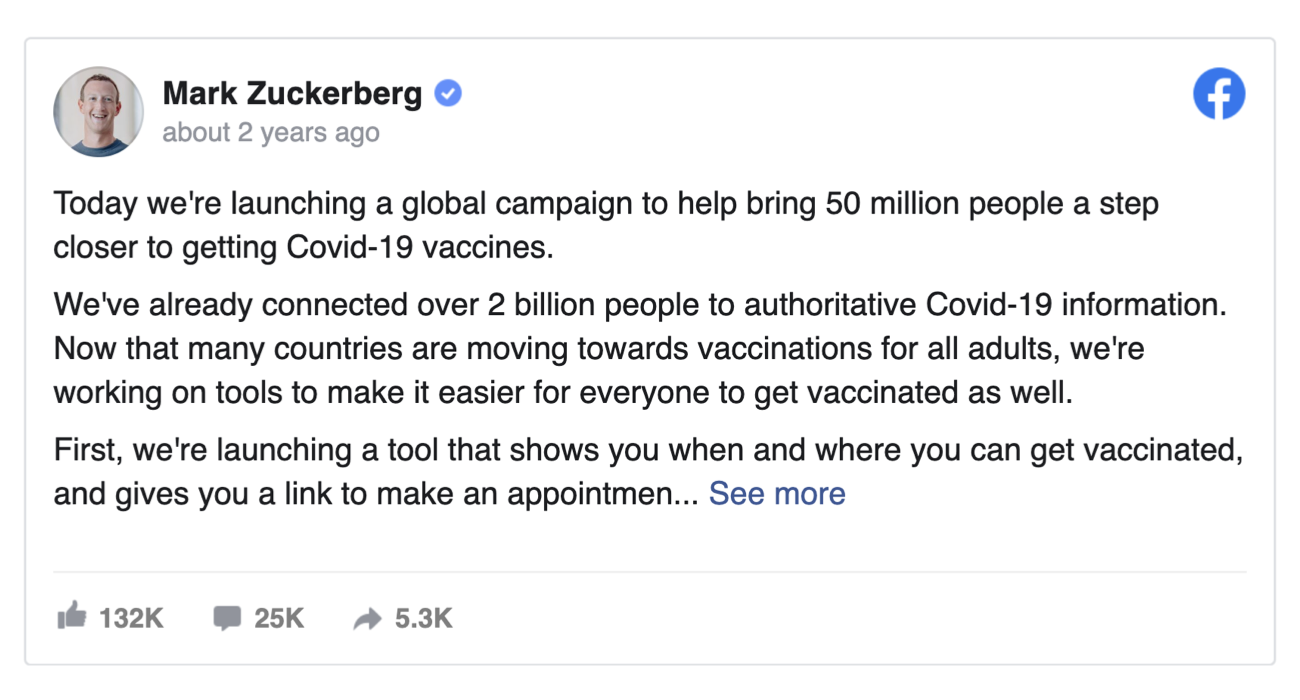 Mark Zuckerberg
about 2 years ago
Today we're launching a global campaign to help bring 50 million people a step
closer to getting Covid-19 vaccines.
We've already connected over 2 billion people to authoritative Covid-19 information.
Now that many countries are moving towards vaccinations for all adults, we're
working on tools to make it easier for everyone to get vaccinated as well.
First, we're launching a tool that shows you when and where you can get vaccinated,
and gives you a link to make an appointmen... See more
132K 25K 5.3K